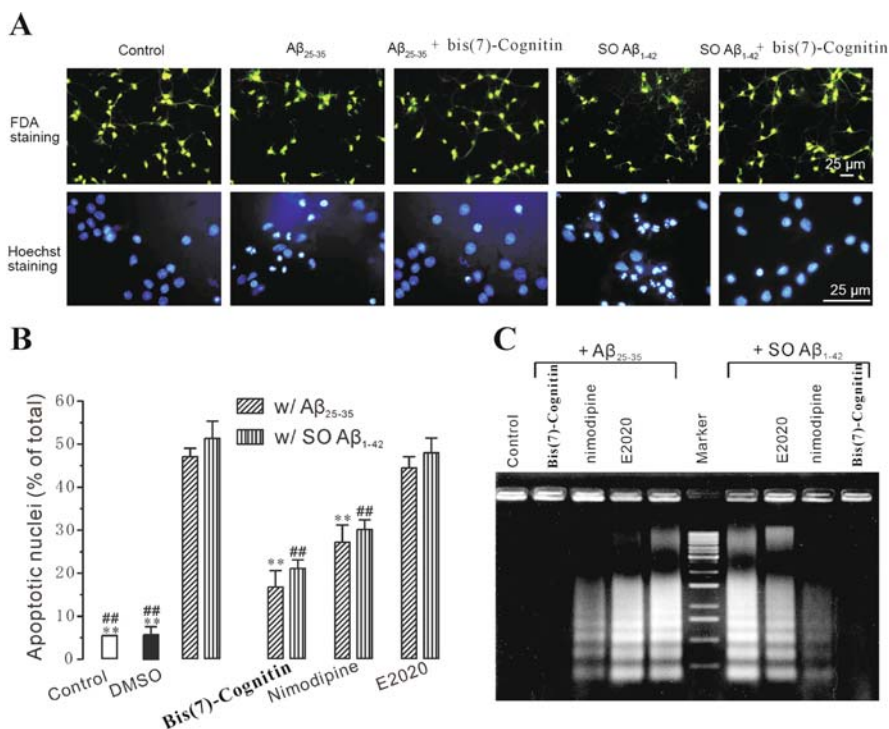 A
Control
Aβ25-35
Aβ25-35 + bis(7)-Cognitin
SO Aβ1-42
SO Aβ1-42 + bis(7)-Cognitin
FDA
staining
25 μm
Hoechst
staining
25 μm
B
Apoptotic nuclei (% of total)
60
50
40
30
20
10
0
w/ Aβ25-35
w/ SO Aβ1-42
##
**
##
**
**
##
**
##
Control
DMSO
Bis(7)-Cognitin
Nimodipine
E2020
C
+ Aβ25-35
+ SO Aβ1-42
Control
Bis(7)-Cognitin
nimodipine
E2020
Marker
E2020
nimodipine
Bis(7)-Cognitin